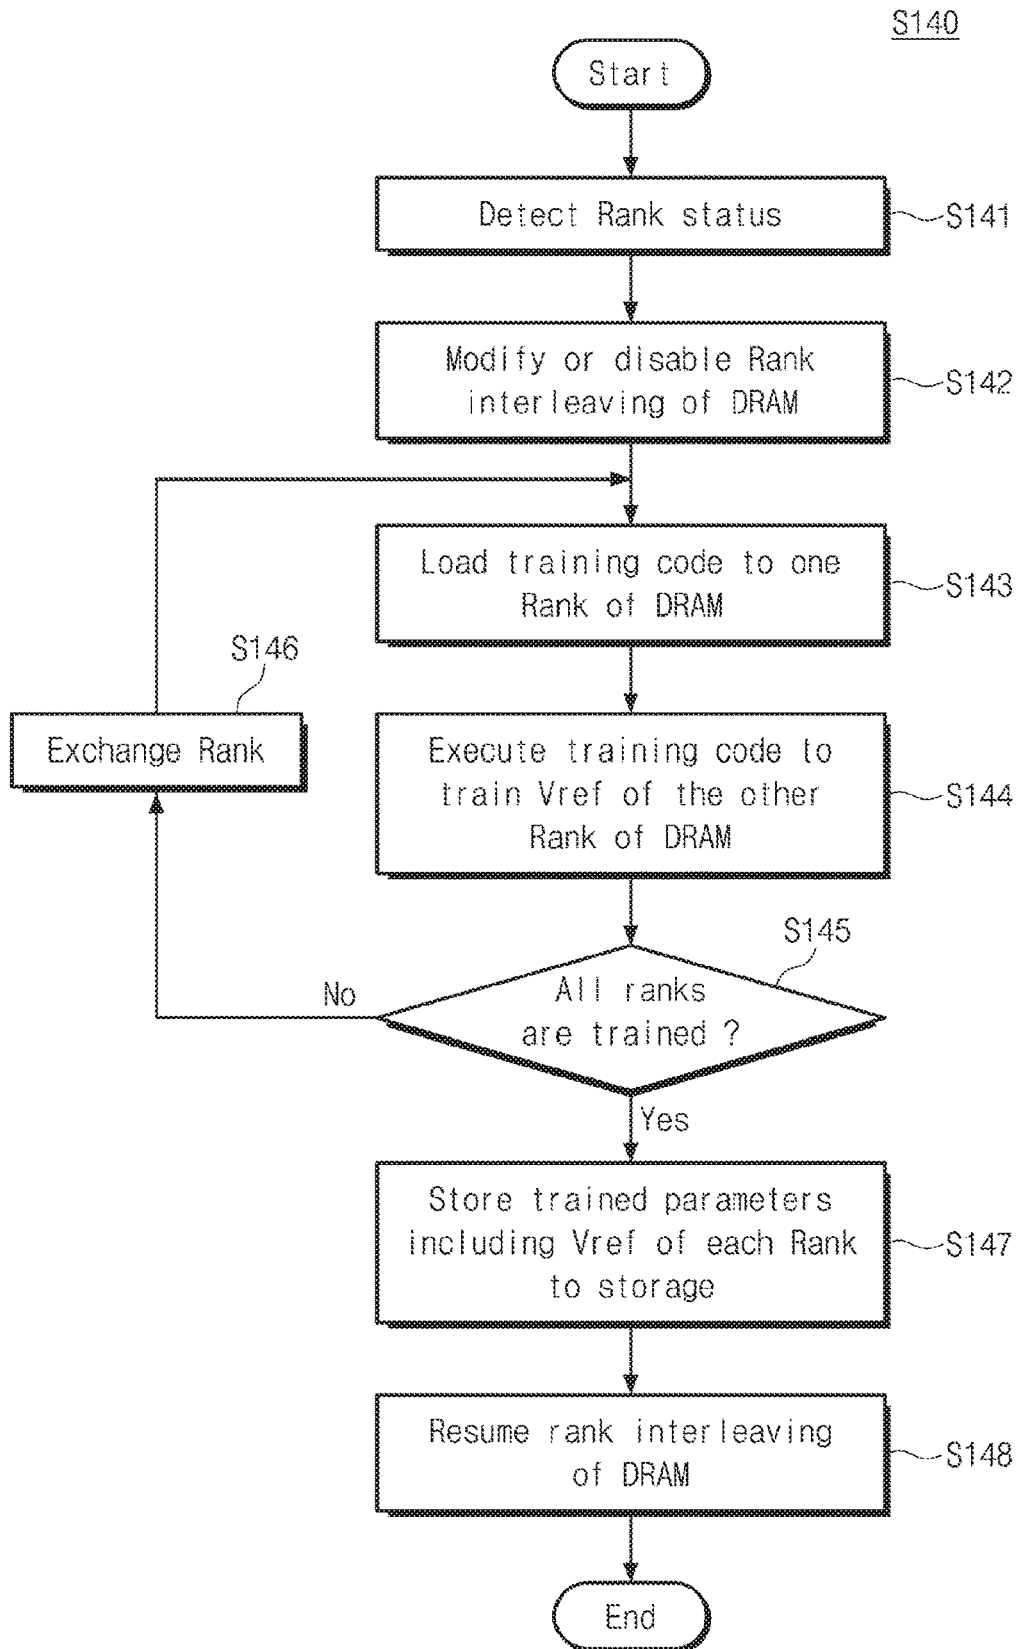 S140
Start
Detect Rank status
S141
Modify or disable Rank
interleaving of DRAM
S142
Load training code to one
Rank of DRAM
S143
S146
Exchange Rank
Execute training code to
train Vref of the other
Rank of DRAM
S144
S145
All ranks
are trained ?
No
Yes
Store trained parameters
including Vref of each Rank
to storage
S147
Resume rank interleaving
of DRAM
S148
End